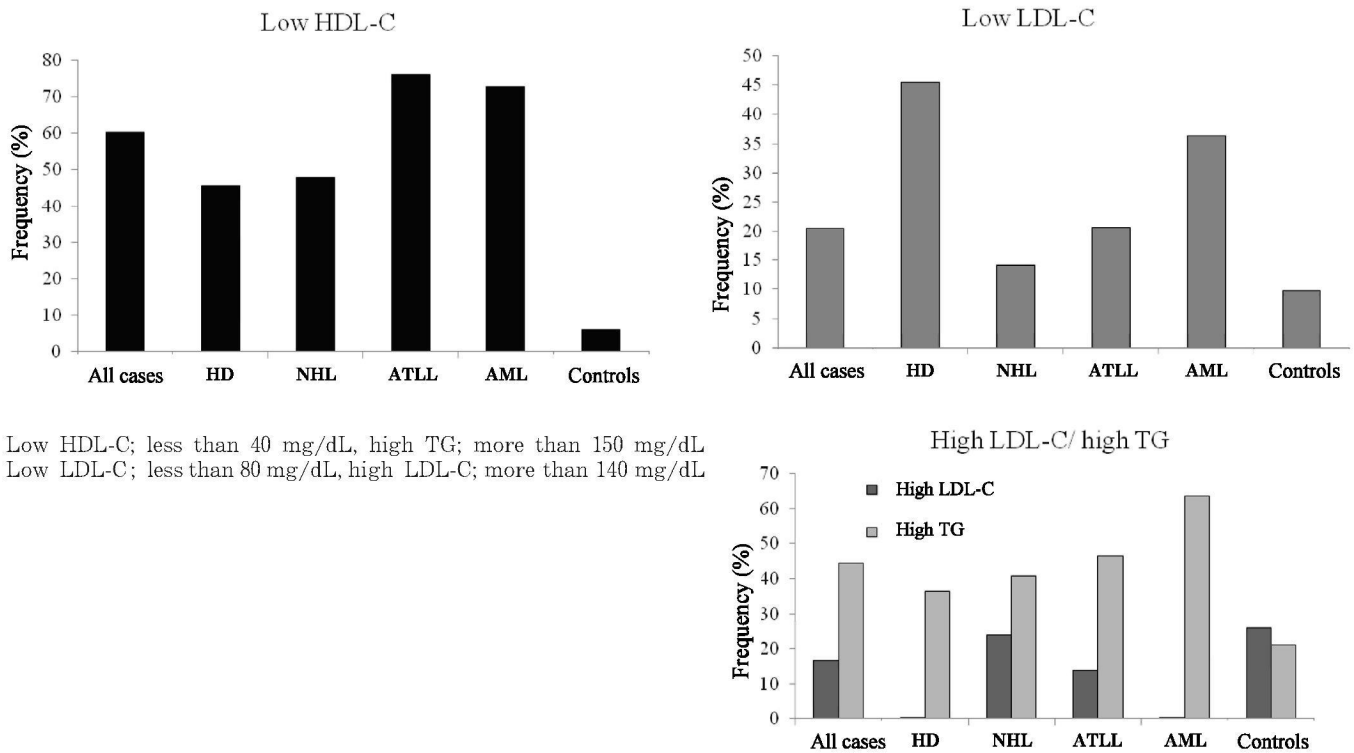 Low HDL-C
80
70
60
50
40
30
20
10
0
Frequency (%)
All cases HD NHL ATLL AML Controls
Low LDL-C
50
45
40
35
30
25
20
15
10
5
0
Frequency (%)
All cases HD NHL ATLL AML Controls
Low HDL-C; less than 40 mg/dL, high TG; more than 150 mg/dL
Low LDL-C; less than 80 mg/dL, high LDL-C; more than 140 mg/dL
High LDL-C/ high TG
High LDL-C
High TG
70
60
50
40
30
20
10
0
Frequency (%)
All cases HD NHL ATLL AML Controls